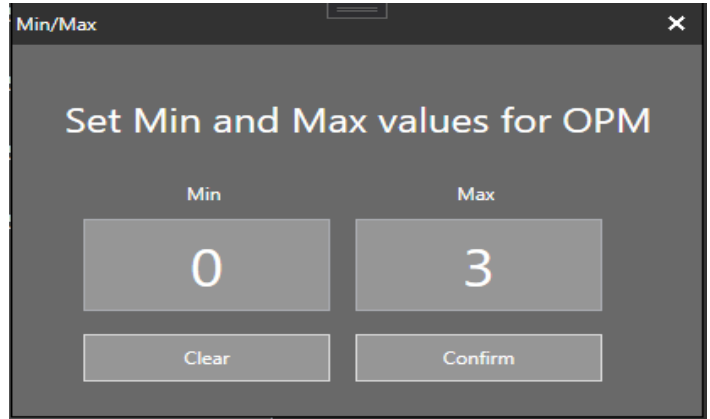 Min/Max
Set Min and Max values for OPM
Min Max
0 3
Clear Confirm